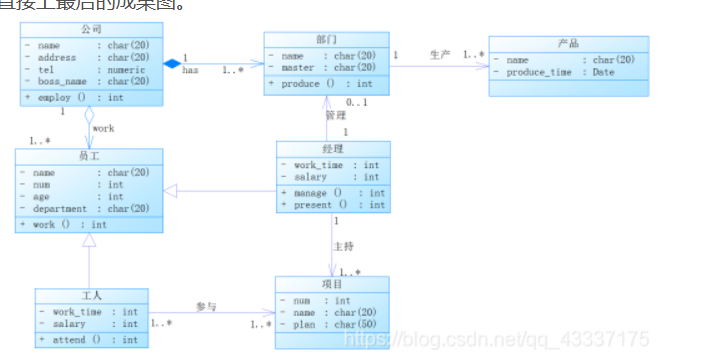 直接上最后的成果图。
公司
- name : char(20)
- address : char(20)
- tel : numeric
- boss_name : char(20)
+ employ () : int
1
has
1..*
部门
- name : char(20)
- master : char(20)
+ produce () : int
1
生产
1..*
产品
- name : char(20)
- produce_time : Date
0..1
管理
1
1
work
1..*
员工
- name : char(20)
- num : int
- age : int
- department : char(20)
+ work () : int
经理
- work_time : int
- salary : int
+ manage () : int
+ present () : int
1
主持
1..*
工人
- work_time : int
- salary : int
+ attend () : int
1..*
参与
1..*
项目
- num : int
- name : char(20)
- plan : char(50)
https://blog.csdn.net/qq_43337175